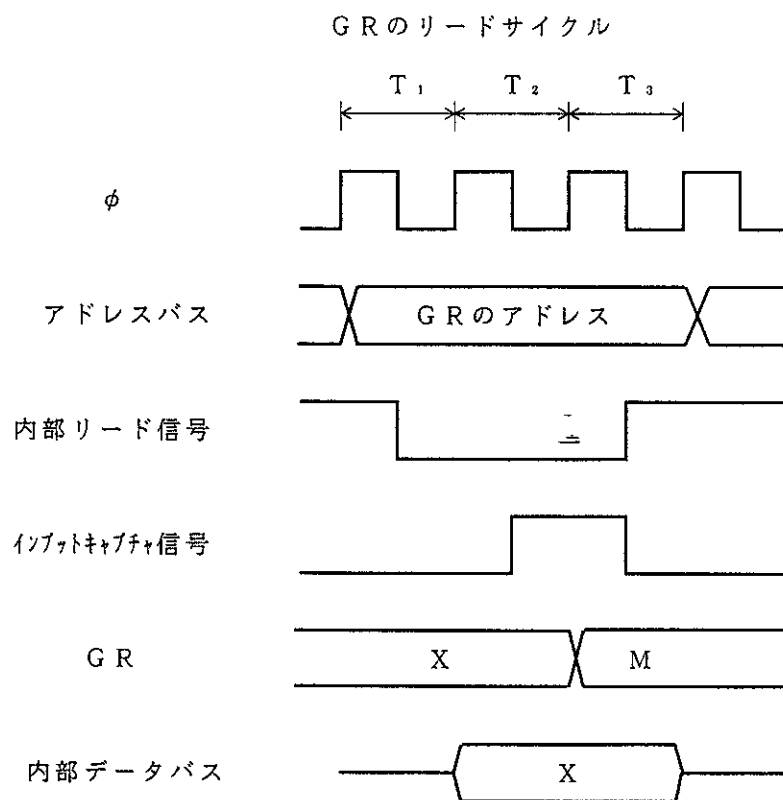 GRのリードサイクル
T₁ T₂ T₃
φ
アドレスバス GRのアドレス
内部リード信号
インプットキャプチャ信号
GR X M
内部データバス X